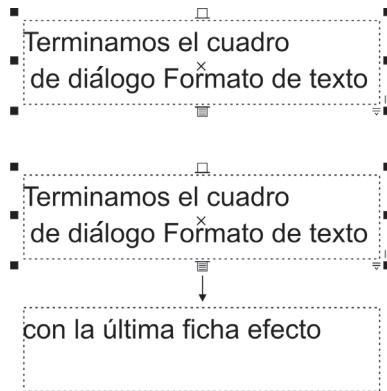 Terminamos el cuadro
de diálogo Formato de texto
Terminamos el cuadro
de diálogo Formato de texto
con la última ficha efecto